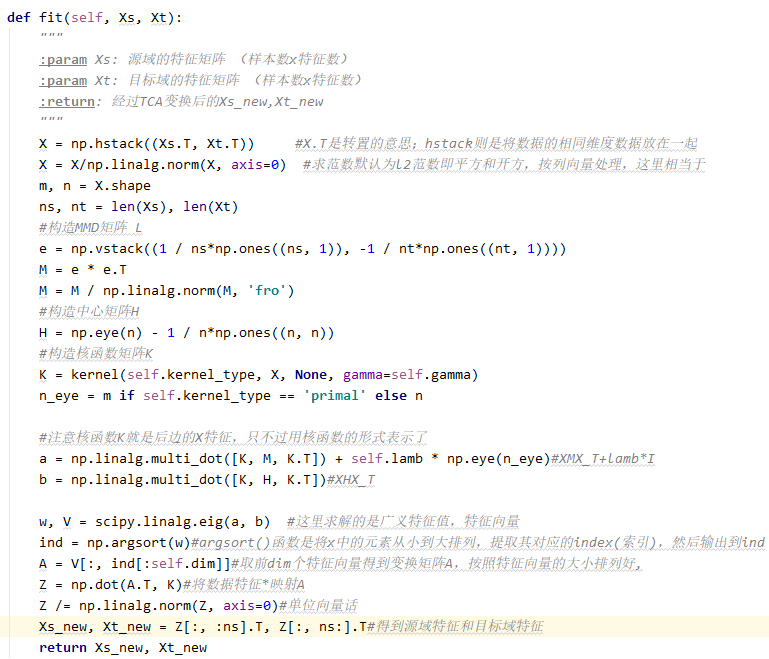 def fit(self, Xs, Xt):
"""
:param Xs: 源域的特征矩阵 （样本数x特征数）
:param Xt: 目标域的特征矩阵 （样本数x特征数）
:return: 经过TCA变换后的Xs_new,Xt_new
"""
X = np.hstack((Xs.T, Xt.T))     #X.T是转置的意思；hstack则是将数据的相同维度数据放在一起
X = X/np.linalg.norm(X, axis=0)  #求范数默认为l2范数即平方和开方，按列向量处理，这里相当于
m, n = X.shape
ns, nt = len(Xs), len(Xt)
#构造MMD矩阵 L
e = np.vstack((1 / ns*np.ones((ns, 1)), -1 / nt*np.ones((nt, 1))))
M = e * e.T
M = M / np.linalg.norm(M, 'fro')
#构造中心矩阵H
H = np.eye(n) - 1 / n*np.ones((n, n))
#构造核函数矩阵K
K = kernel(self.kernel_type, X, None, gamma=self.gamma)
n_eye = m if self.kernel_type == 'primal' else n
#注意核函数K就是后边的X特征，只不过用核函数的形式表示了
a = np.linalg.multi_dot([K, M, K.T]) + self.lamb * np.eye(n_eye)#XMX_T+lamb*I
b = np.linalg.multi_dot([K, H, K.T])#XHX_T
w, V = scipy.linalg.eig(a, b)  #这里求解的是广义特征值，特征向量
ind = np.argsort(w)#argsort()函数是将x中的元素从小到大排列，提取其对应的index(索引)，然后输出到ind
A = V[:, ind[:self.dim]]#取前dim个特征向量得到变换矩阵A，按照特征向量的大小排列好,
Z = np.dot(A.T, K)#将数据特征*映射A
Z /= np.linalg.norm(Z, axis=0)#单位向量话
Xs_new, Xt_new = Z[:, :ns].T, Z[:, ns:].T#得到源域特征和目标域特征
return Xs_new, Xt_new